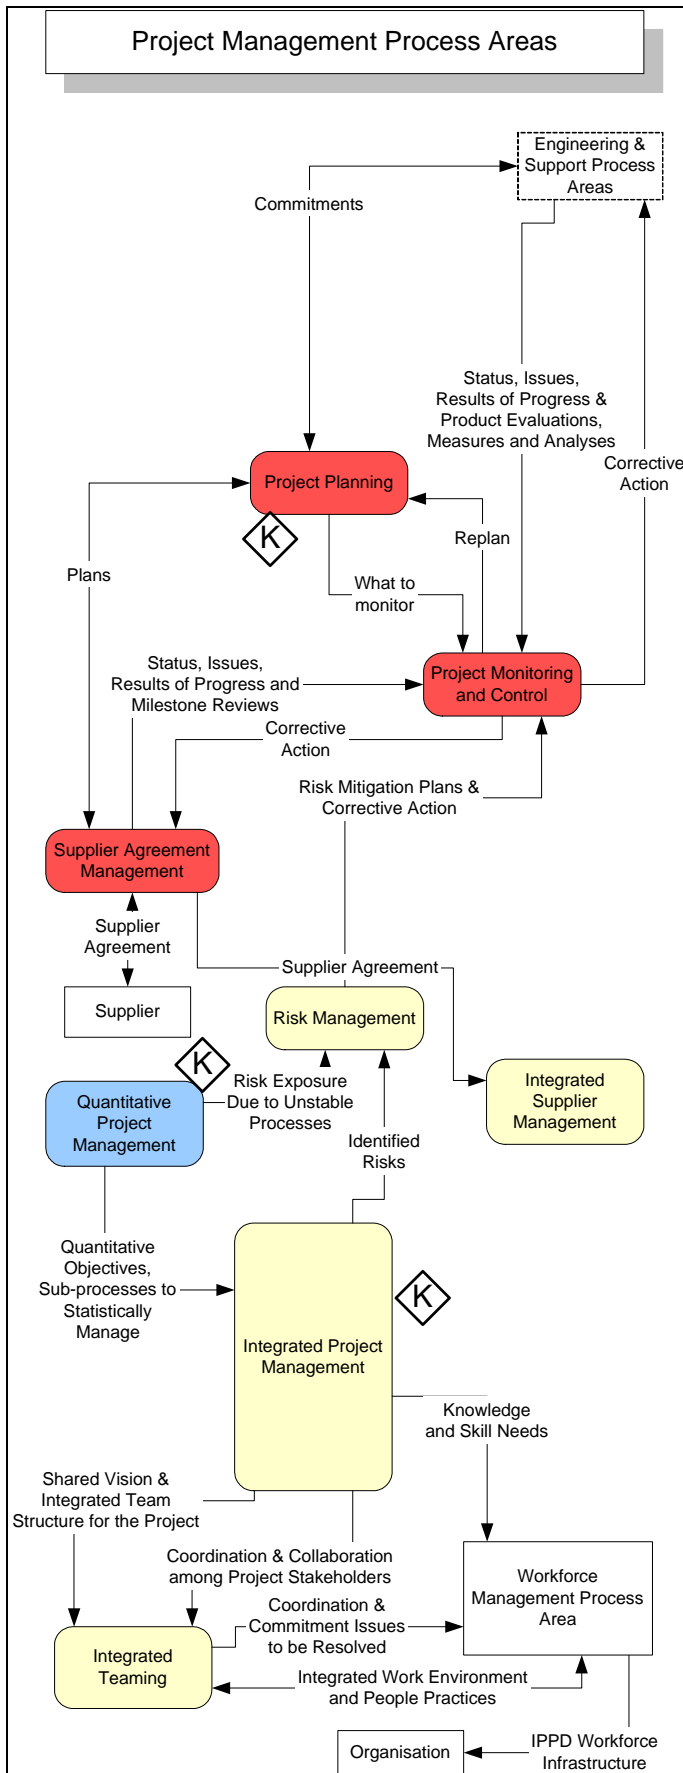 Project Management Process Areas
Engineering &
Support Process
Areas
Commitments
Status, Issues,
Results of Progress &
Product Evaluations,
Measures and Analyses
Corrective
Action
Project Planning
K
Replan
Plans
What to
monitor
Status, Issues,
Results of Progress and
Milestone Reviews
Project Monitoring
and Control
Corrective
Action
Risk Mitigation Plans &
Corrective Action
Supplier Agreement
Management
Supplier
Agreement
Supplier Agreement
Supplier
Risk Management
K
Quantitative
Project
Management
Risk Exposure
Due to Unstable
Processes
Integrated
Supplier
Management
Identified
Risks
Quantitative
Objectives,
Sub-processes to
Statistically
Manage
K
Integrated Project
Management
Knowledge
and Skill Needs
Shared Vision &
Integrated Team
Structure for the Project
Coordination & Collaboration
among Project Stakeholders
Workforce
Management Process
Area
Coordination &
Commitment Issues
to be Resolved
Integrated
Teaming
Integrated Work Environment
and People Practices
Organisation
IPPD Workforce
Infrastructure